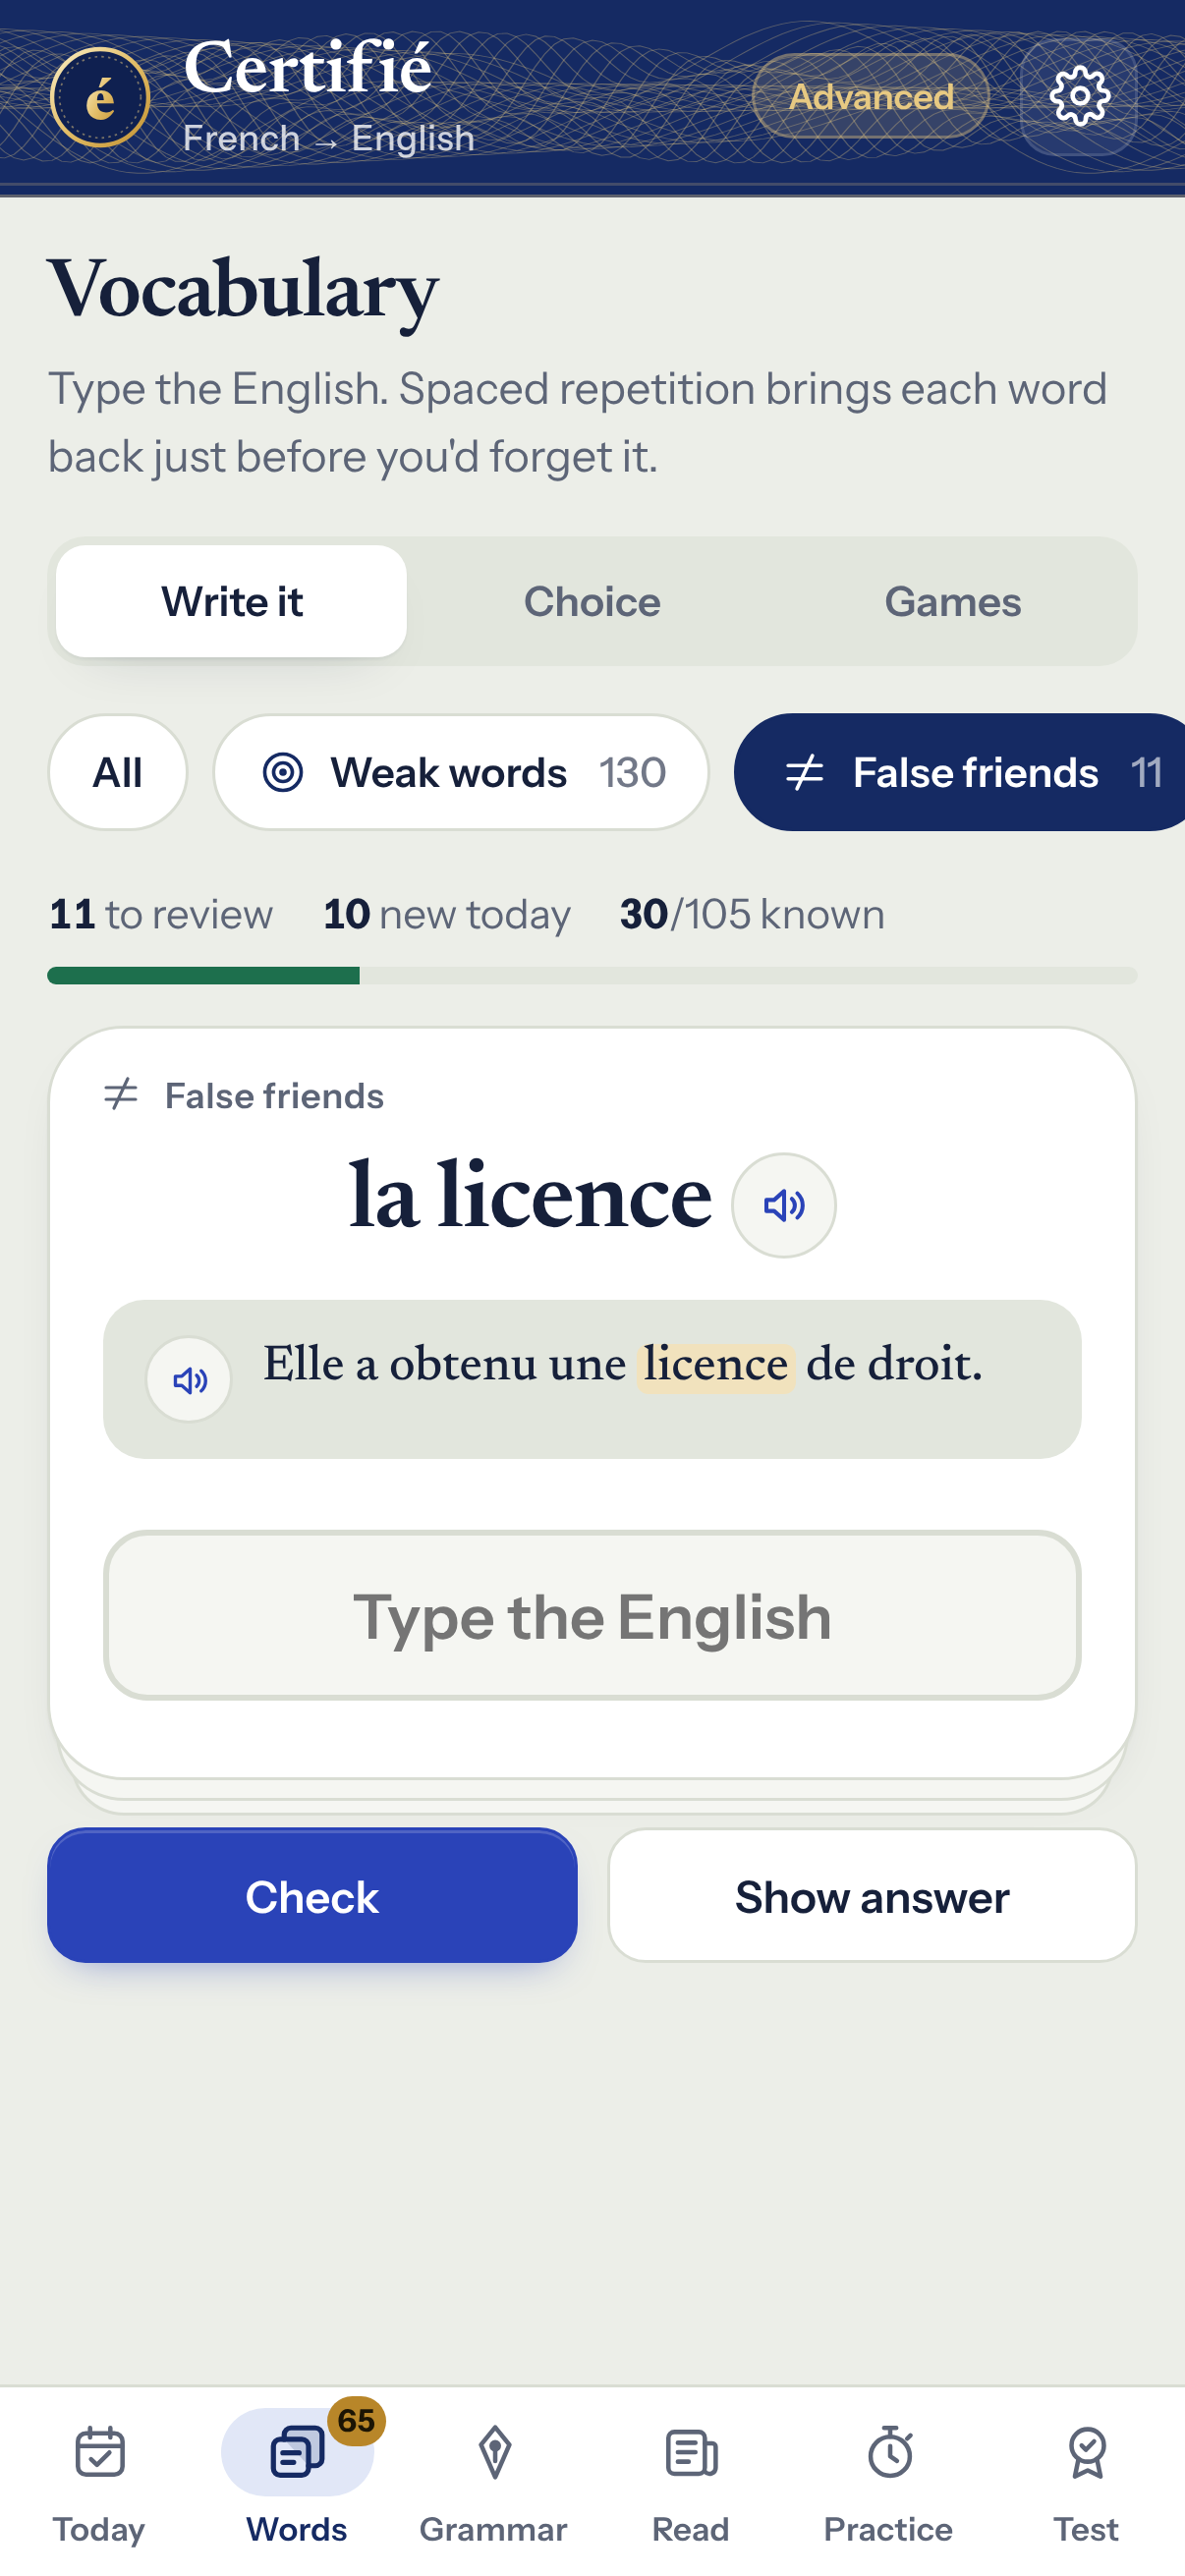 é
Certifié
French → English
Advanced
Vocabulary
Type the English. Spaced repetition brings each word
back just before you'd forget it.
Write it
Choice
Games
All
Weak words 130
≠ False friends 11
11 to review
10 new today
30/105 known
≠ False friends
la licence
Elle a obtenu une licence de droit.
Type the English
Check
Show answer
65
Today
Words
Grammar
Read
Practice
Test